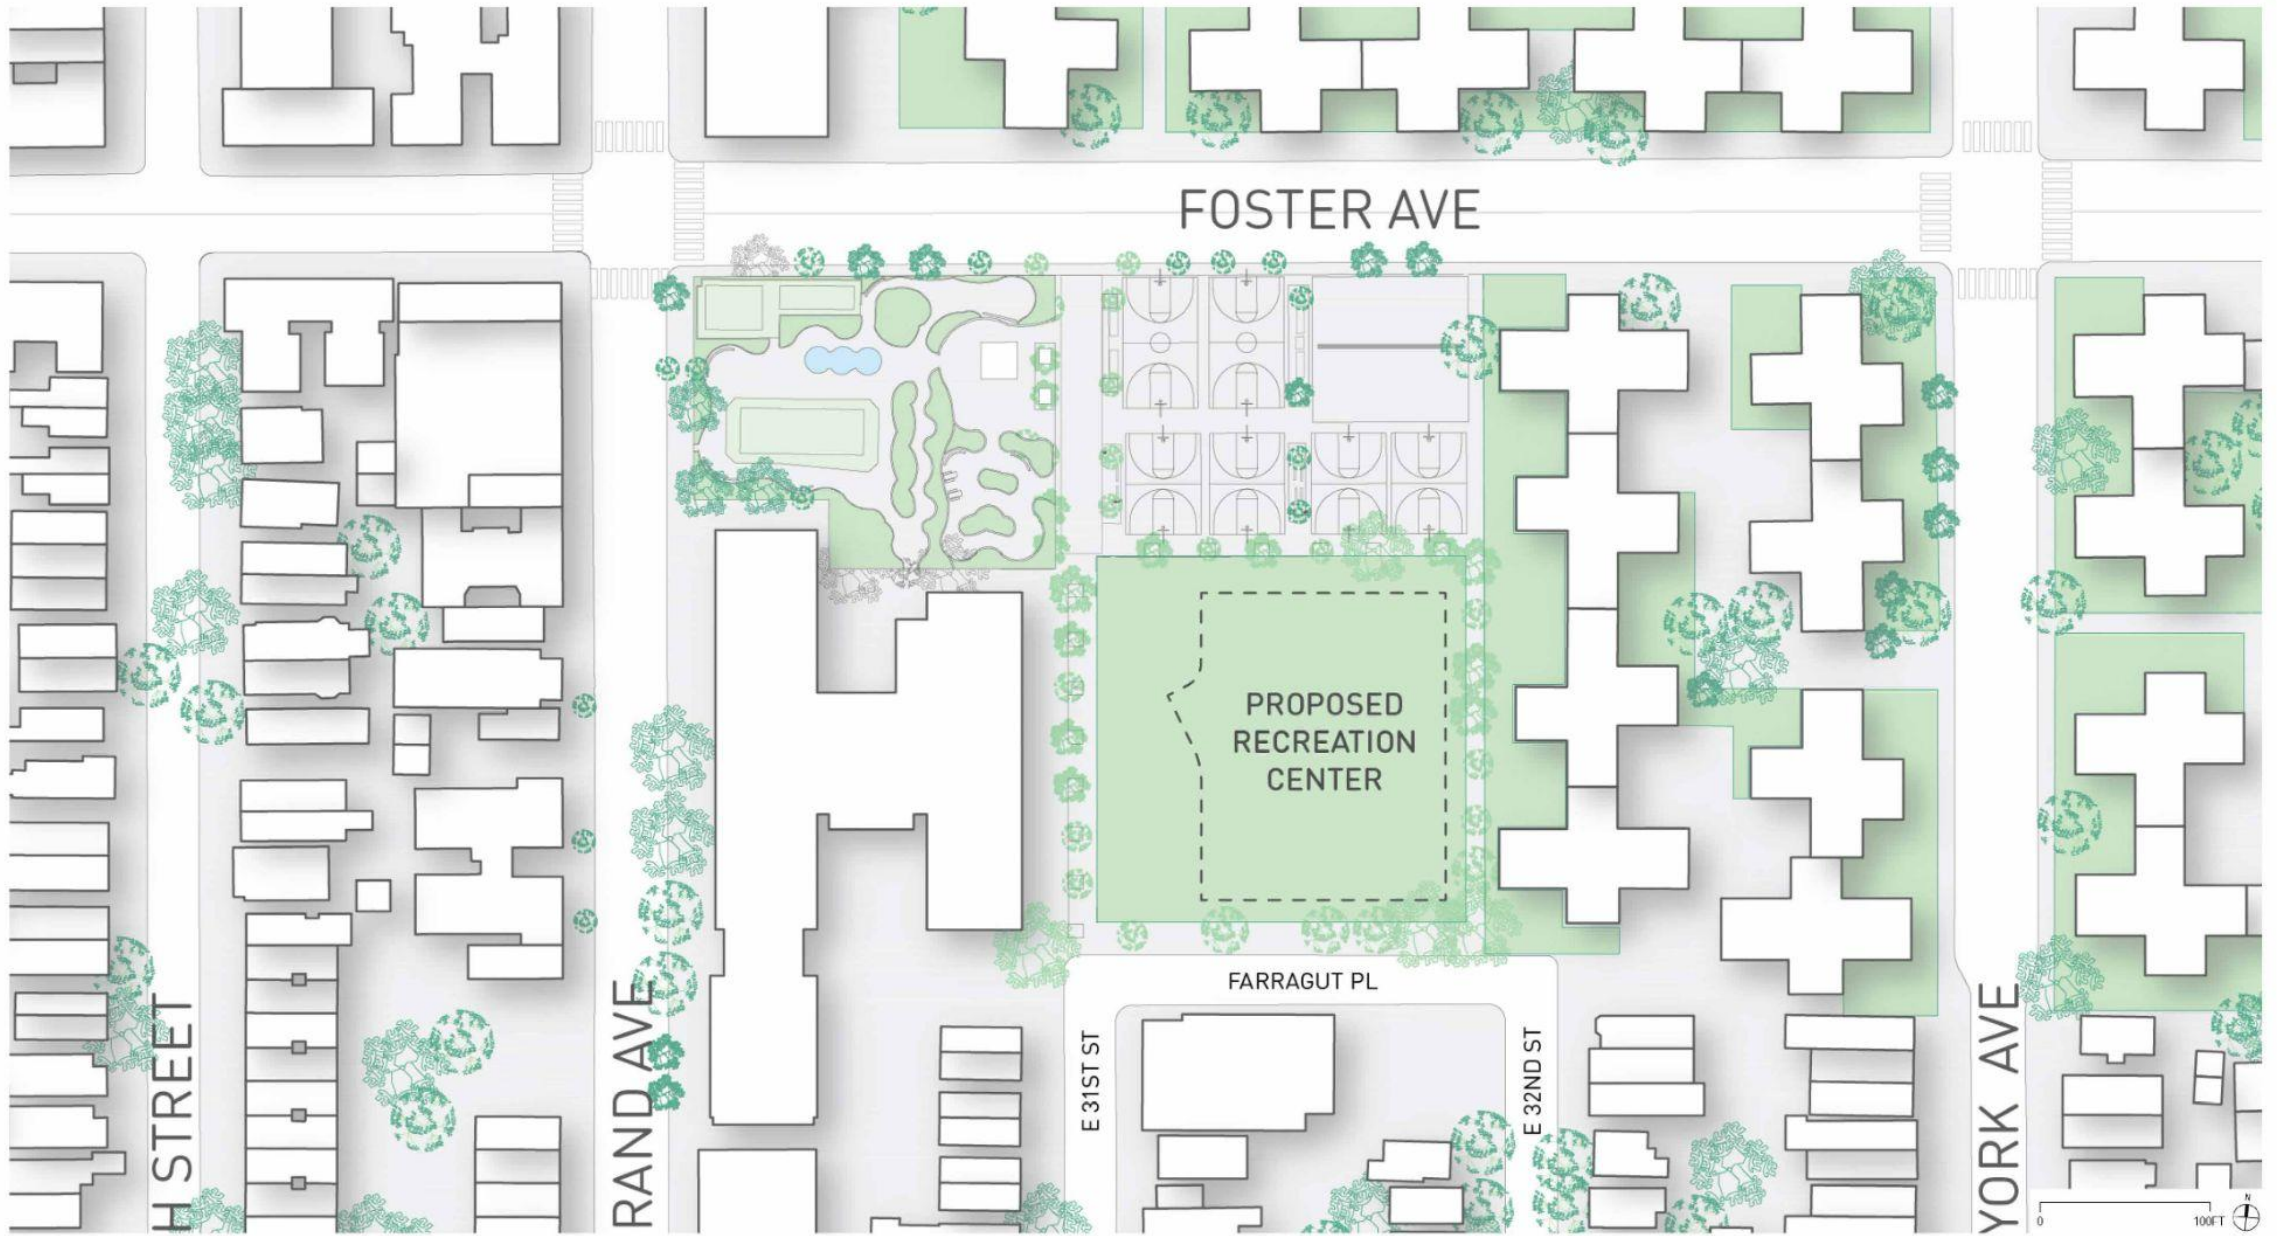 FOSTER AVE
PROPOSED
RECREATION
CENTER
FARRAGUT PL
H STREET
RAND AVE
E 31ST ST
E 32ND ST
YORK AVE
N
0 100FT